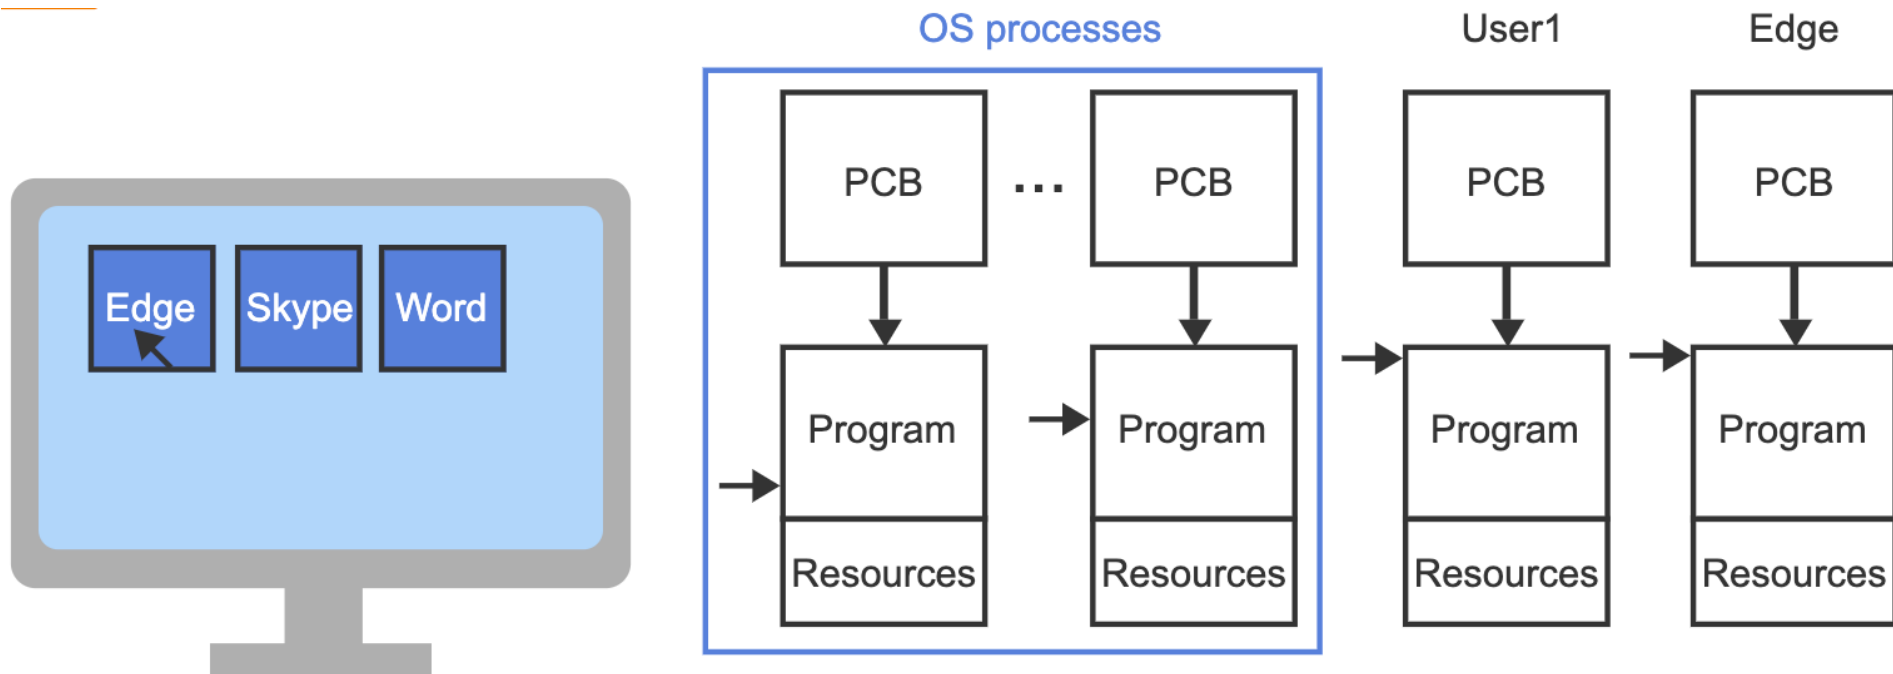 OS processes User1 Edge
PCB ... PCB PCB PCB
Edge Skype Word
Program Program Program Program
Resources Resources Resources Resources